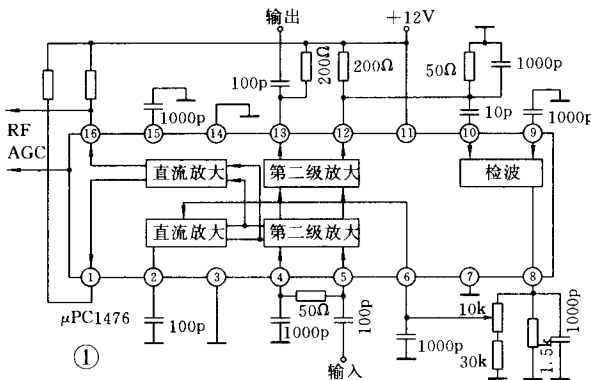 输出
+12V
100p
200Ω
200Ω
50Ω
1000p
1000p
10p
1000p
RF
AGC
16
15
14
13
12
11
10
9
直流放大
第二级放大
检波
直流放大
第二级放大
1
2
3
4
5
6
7
8
μPC1476
100p
1000p
50Ω
100p
1000p
10k
30k
1.5k
1000p
①
输入